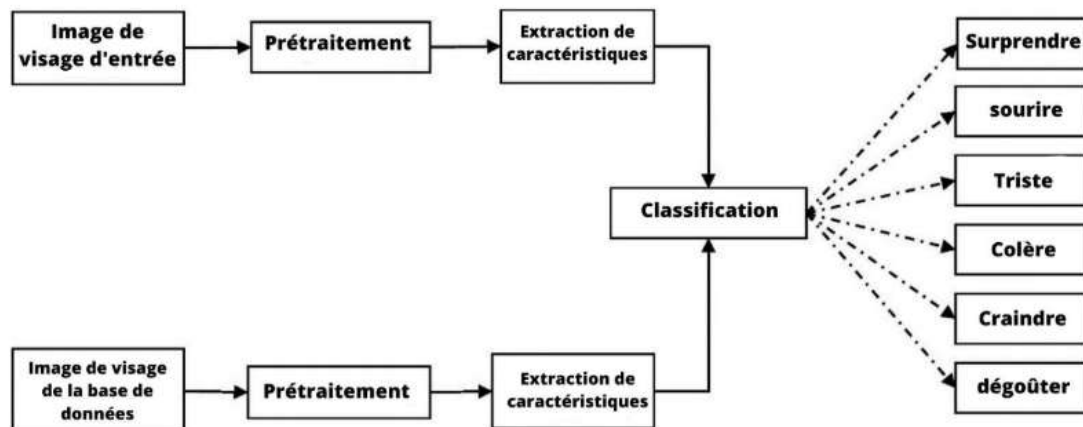 Image de
visage d'entrée
Prétraitement
Extraction de
caractéristiques
Surprendre
sourire
Triste
Classification
Colère
Craindre
Image de visage
de la base de
données
Prétraitement
Extraction de
caractéristiques
dégoûter